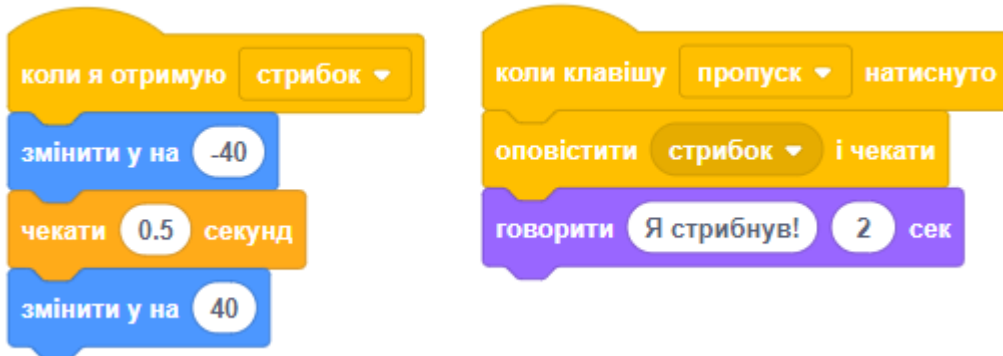 коли я отримую стрибок
змінити y на -40
чекати 0.5 секунд
змінити y на 40
коли клавішу пропуск натиснуто
оповістити стрибок і чекати
говорити Я стрибнув! 2 сек